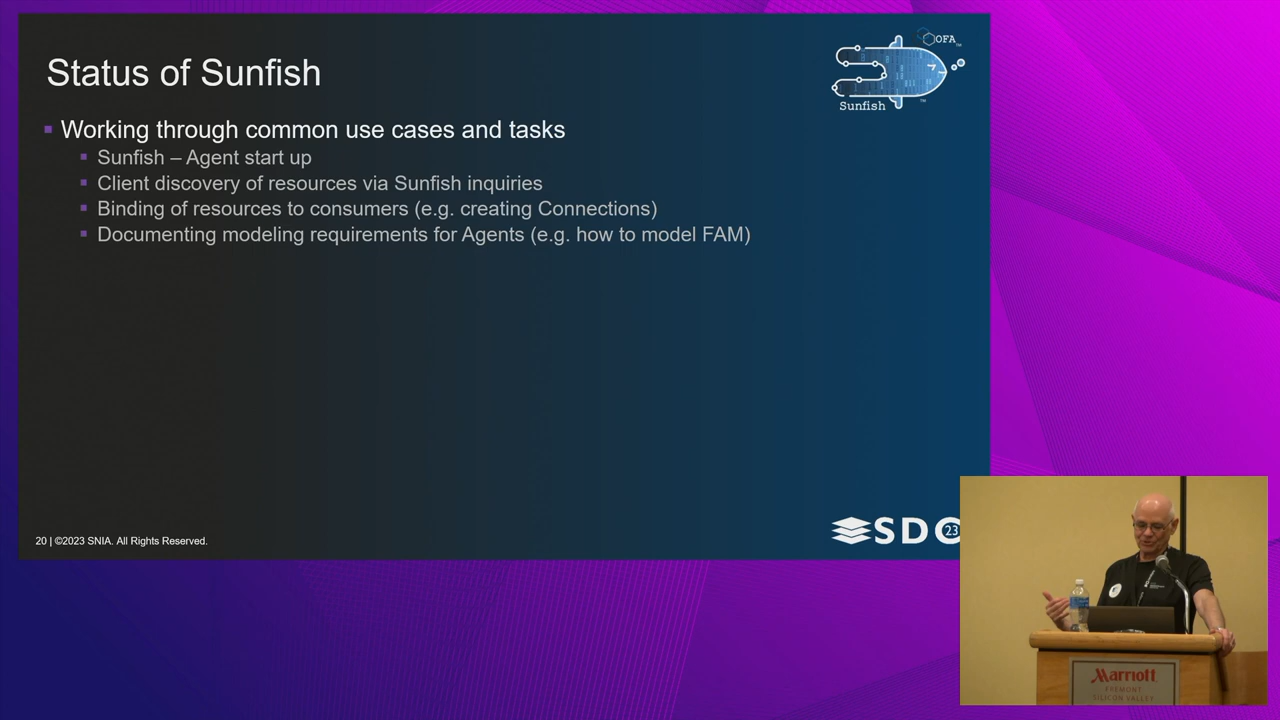 Status of Sunfish
OFA
Sunfish
Working through common use cases and tasks
Sunfish – Agent start up
Client discovery of resources via Sunfish inquiries
Binding of resources to consumers (e.g. creating Connections)
Documenting modeling requirements for Agents (e.g. how to model FAM)
20 | ©2023 SNIA. All Rights Reserved.
SDC 23
Marriott
FREMONT
SILICON VALLEY